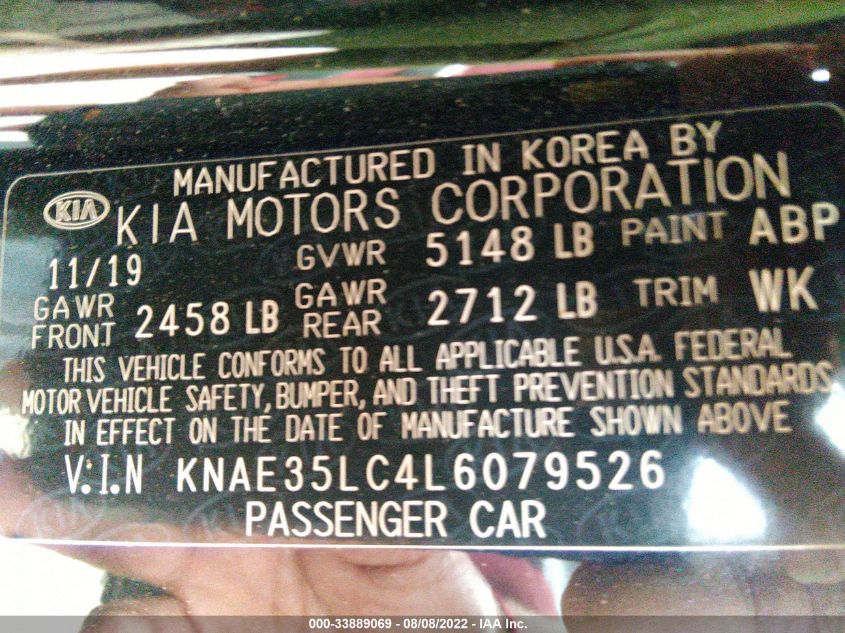 MANUFACTURED IN KOREA BY
KIA KIA MOTORS CORPORATION
11/19 GVWR 5148 LB PAINT ABP
GAWR FRONT 2458 LB GAWR REAR 2712 LB TRIM WK
THIS VEHICLE CONFORMS TO ALL APPLICABLE U.S.A. FEDERAL
MOTOR VEHICLE SAFETY, BUMPER, AND THEFT PREVENTION STANDARDS
IN EFFECT ON THE DATE OF MANUFACTURE SHOWN ABOVE
V.I.N KNAE35LC4L6079526
PASSENGER CAR
000-33889069 - 08/08/2022 - IAA Inc.